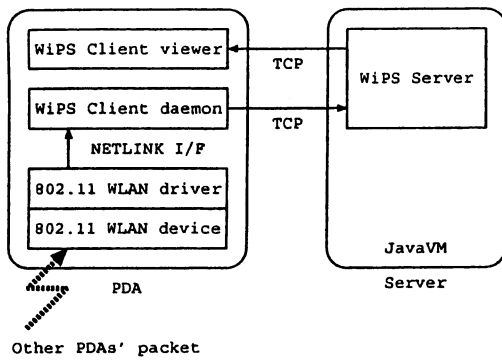 WiPS Client viewer
TCP
WiPS Server
WiPS Client daemon
TCP
NETLINK I/F
802.11 WLAN driver
802.11 WLAN device
JavaVM
PDA
Server
Other PDAs' packet